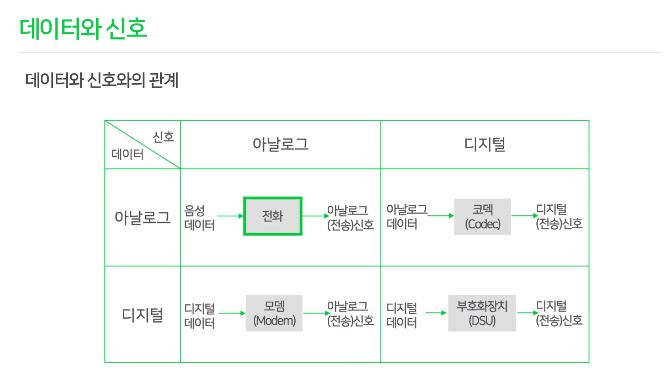 데이터와 신호
데이터와 신호와의 관계
신호
데이터
아날로그
디지털
아날로그
음성
데이터
전화
아날로그
(전송)신호
아날로그
데이터
코덱
(Codec)
디지털
(전송)신호
디지털
디지털
데이터
모뎀
(Modem)
아날로그
(전송)신호
디지털
데이터
부호화장치
(DSU)
디지털
(전송)신호